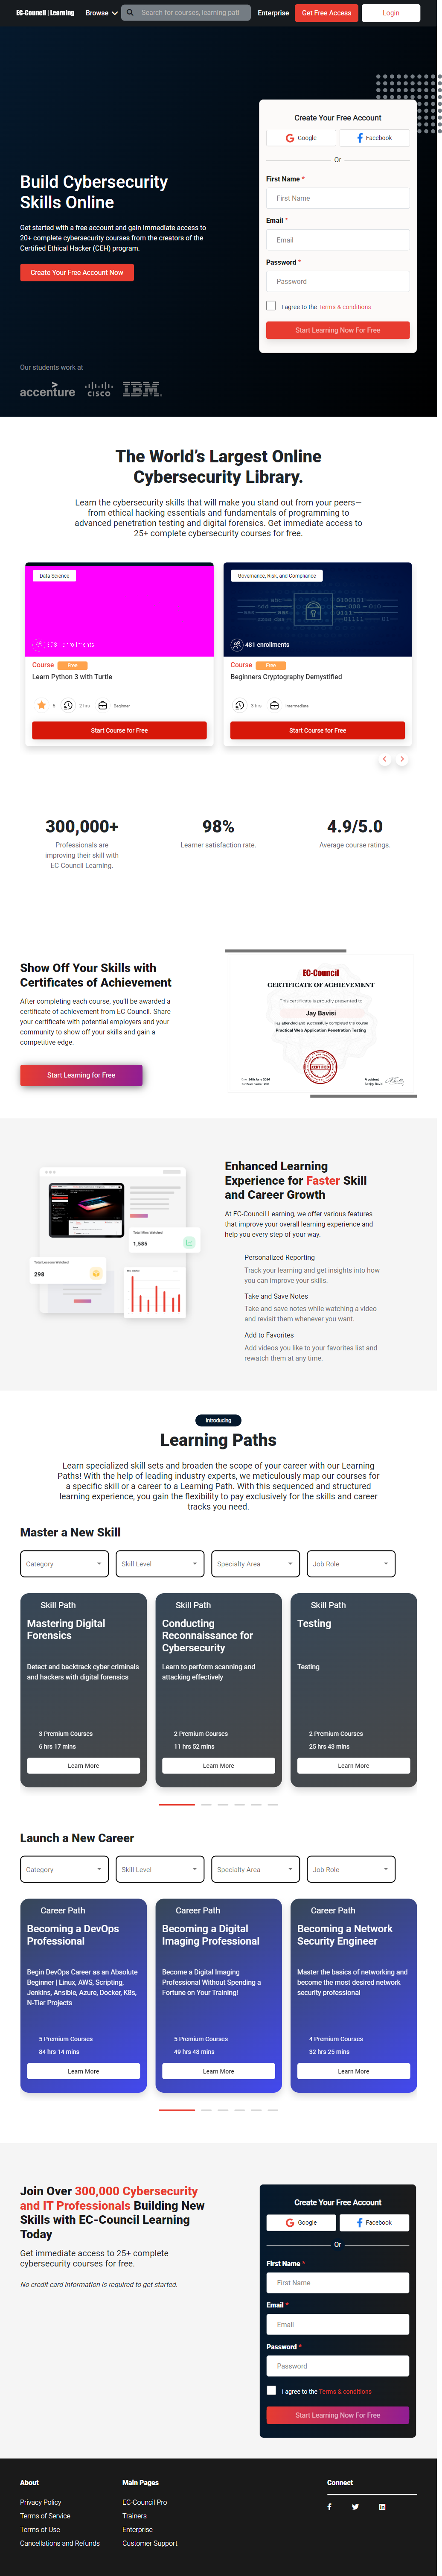 EC-Council | Learning
Browse
Search for courses, learning path
Enterprise
Get Free Access
Login
Build Cybersecurity
Skills Online
Get started with a free account and gain immediate access to
20+ complete cybersecurity courses from the creators of the
Certified Ethical Hacker (CEH) program.
Create Your Free Account Now
Our students work at
accenture
CISCO
IBM
Create Your Free Account
Google
Facebook
Or
First Name *
First Name
Email *
Email
Password *
Password
I agree to the Terms & conditions
Start Learning Now For Free
The World's Largest Online
Cybersecurity Library.
Learn the cybersecurity skills that will make you stand out from your peers—
from ethical hacking essentials and fundamentals of programming to
advanced penetration testing and digital forensics. Get immediate access to
25+ complete cybersecurity courses for free.
Data Science
Course Free
Learn Python 3 with Turtle
5
2 hrs
Beginner
Start Course for Free
Governance, Risk, and Compliance
481 enrollments
Course Free
Beginners Cryptography Demystified
3 hrs
Intermediate
Start Course for Free
300,000+
Professionals are
improving their skill with
EC-Council Learning.
98%
Learner satisfaction rate.
4.9/5.0
Average course ratings.
Show Off Your Skills with
Certificates of Achievement
After completing each course, you'll be awarded a
certificate of achievement from EC-Council. Share
your certificate with potential employers and your
community to show off your skills and gain a
competitive edge.
Start Learning for Free
EC-Council
CERTIFICATE OF ACHIEVEMENT
This certificate is proudly presented to
Jay Bavisi
Has attended and successfully completed the course
Practical Web Application Penetration Testing
CERTIFIED
President
Enhanced Learning
Experience for Faster Skill
and Career Growth
At EC-Council Learning, we offer various features
that improve your overall learning experience and
help you every step of your way.
Personalized Reporting
Track your learning and get insights into how
you can improve your skills.
Take and Save Notes
Take and save notes while watching a video
and revisit them whenever you want.
Add to Favorites
Add videos you like to your favorites list and
rewatch them at any time.
Total Mins Watched
1,585
Total Lessons Watched
298
Introducing
Learning Paths
Learn specialized skill sets and broaden the scope of your career with our Learning
Paths! With the help of leading industry experts, we meticulously map our courses for
a specific skill or a career to a Learning Path. With this sequenced and structured
learning experience, you gain the flexibility to pay exclusively for the skills and career
tracks you need.
Master a New Skill
Category
Skill Level
Specialty Area
Job Role
Skill Path
Mastering Digital
Forensics
Detect and backtrack cyber criminals
and hackers with digital forensics
3 Premium Courses
6 hrs 17 mins
Learn More
Skill Path
Conducting
Reconnaissance for
Cybersecurity
Learn to perform scanning and
attacking effectively
2 Premium Courses
11 hrs 52 mins
Learn More
Skill Path
Testing
Testing
2 Premium Courses
25 hrs 43 mins
Learn More
Launch a New Career
Category
Skill Level
Specialty Area
Job Role
Career Path
Becoming a DevOps
Professional
Begin DevOps Career as an Absolute
Beginner | Linux, AWS, Scripting,
Jenkins, Ansible, Azure, Docker, K8s,
N-Tier Projects
5 Premium Courses
84 hrs 14 mins
Learn More
Career Path
Becoming a Digital
Imaging Professional
Become a Digital Imaging
Professional Without Spending a
Fortune on Your Training!
5 Premium Courses
49 hrs 48 mins
Learn More
Career Path
Becoming a Network
Security Engineer
Master the basics of networking and
become the most desired network
security professional
4 Premium Courses
32 hrs 25 mins
Learn More
Join Over 300,000 Cybersecurity
and IT Professionals Building New
Skills with EC-Council Learning
Today
Get immediate access to 25+ complete
cybersecurity courses for free.
No credit card information is required to get started.
Create Your Free Account
Google
Facebook
Or
First Name *
First Name
Email *
Email
Password *
Password
I agree to the Terms & conditions
Start Learning Now For Free
About
Privacy Policy
Terms of Service
Terms of Use
Cancellations and Refunds
Main Pages
EC-Council Pro
Trainers
Enterprise
Customer Support
Connect